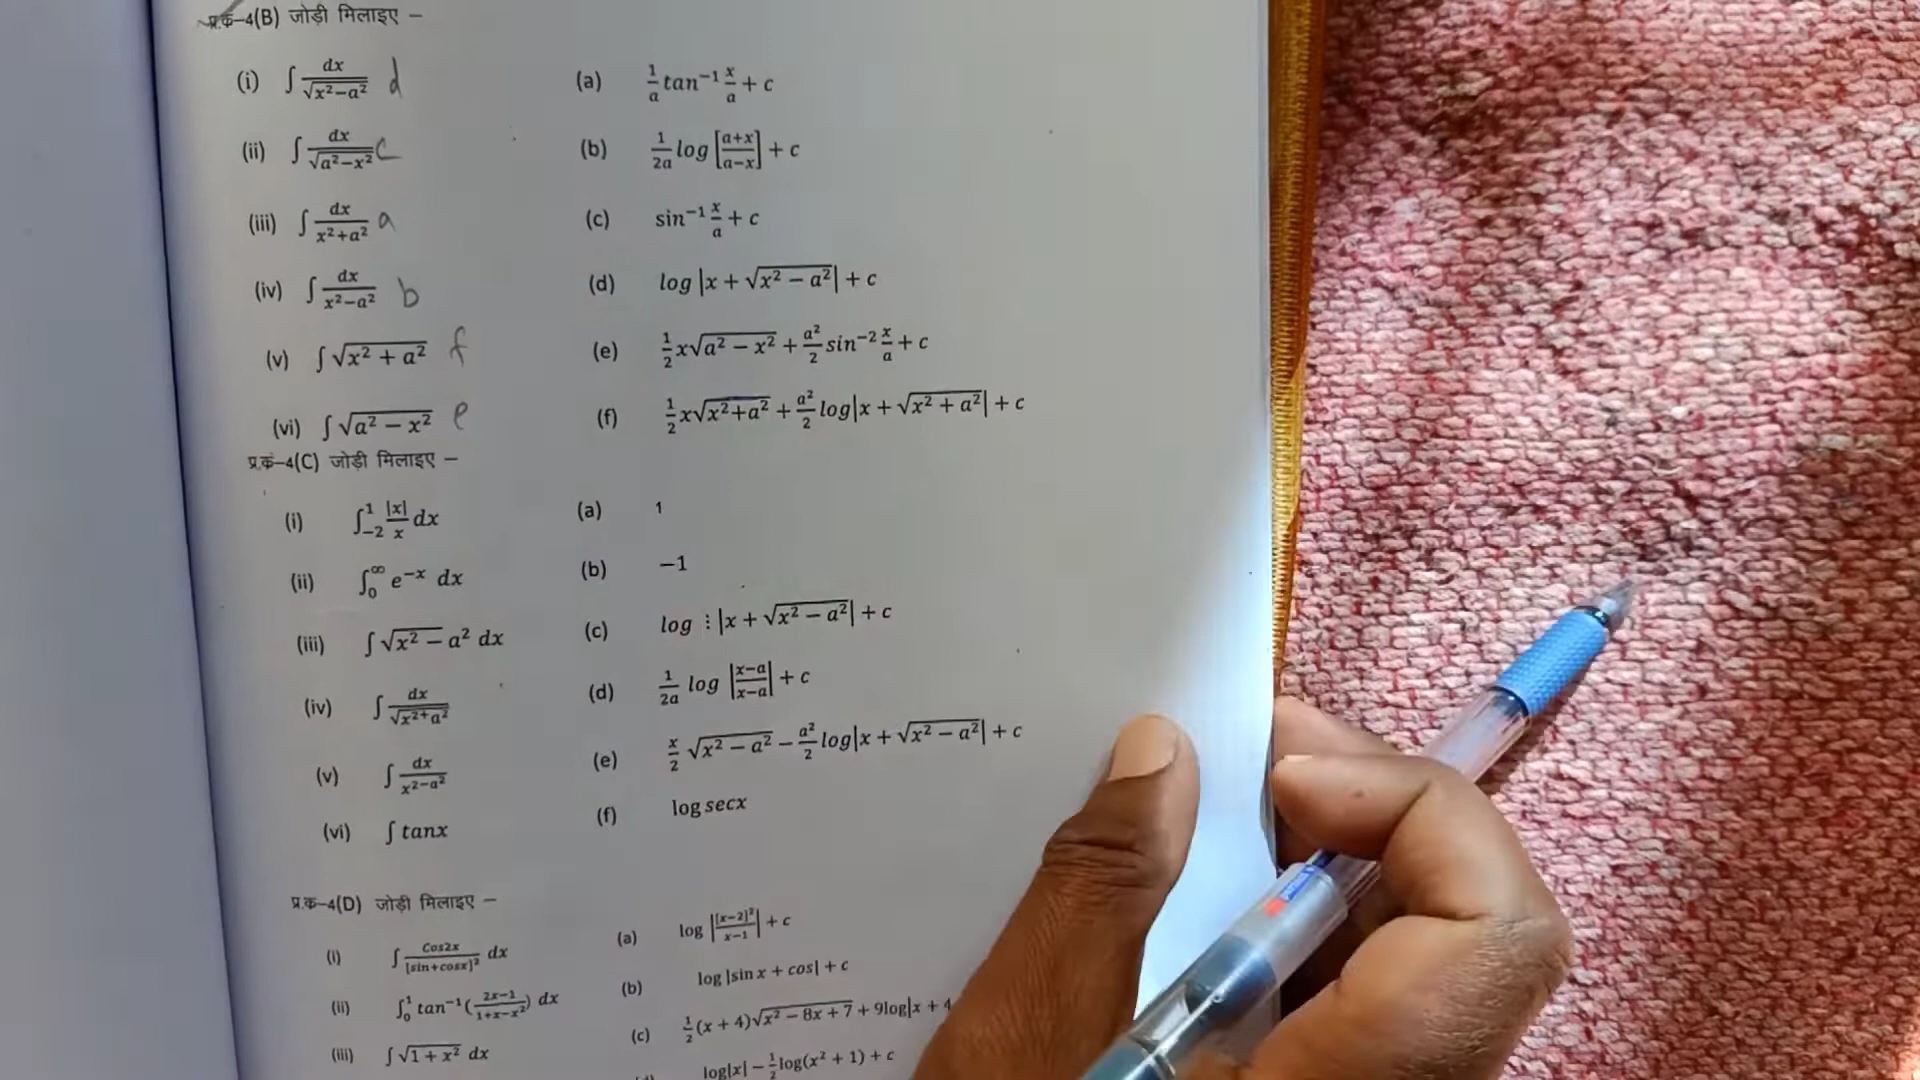 प्र.क-4(B) जोड़ी मिलाइए –
(i) ∫ dx/√(x²−a²) d (a) 1/a tan⁻¹ x/a + c
(ii) ∫ dx/√(a²−x²) c (b) 1/2a log [a+x/a−x] + c
(iii) ∫ dx/x²+a² a (c) sin⁻¹ x/a + c
(iv) ∫ dx/x²−a² b (d) log |x + √(x² − a²)| + c
(v) ∫ √(x² + a²) f (e) 1/2 x√(a² − x²) + a²/2 sin⁻² x/a + c
(vi) ∫ √(a² − x²) e (f) 1/2 x√(x²+a²) + a²/2 log|x + √(x² + a²)| + c
प्र.क-4(C) जोड़ी मिलाइए –
(i) ∫₋₂¹ |x|/x dx (a) 1
(ii) ∫₀^∞ e⁻ˣ dx (b) −1
(iii) ∫ √(x² −) a² dx (c) log ⋮ |x + √(x² − a²)| + c
(iv) ∫ dx/√(x²+a²) (d) 1/2a log |x−a/x−a| + c
(v) ∫ dx/x²−a² (e) x/2 √(x² − a²) − a²/2 log|x + √(x² − a²)| + c
(vi) ∫ tanx (f) log secx
प्र.क-4(D) जोड़ी मिलाइए –
(i) ∫ Cos2x/[sin+cosx]² dx (a) log |[x−2]²/x−1| + c
(ii) ∫₀¹ tan⁻¹(2x−1/1+x−x²) dx (b) log |sin x + cos| + c
(iii) ∫ √(1 + x²) dx (c) 1/2 (x + 4)√(x² − 8x + 7) + 9log|x + 4
log|x| − 1/2 log(x² + 1) + c